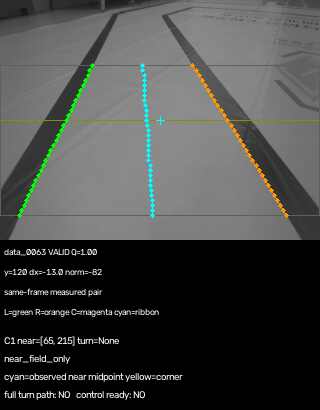 data_0063 VALID Q=1.00
y=120 dx=-13.0 norm=-82
same-frame measured pair
L=green R=orange C=magenta cyan=ribbon
C1 near=[65, 215] turn=None
near_field_only
cyan=observed near midpoint yellow=corner
full turn path: NO control ready: NO